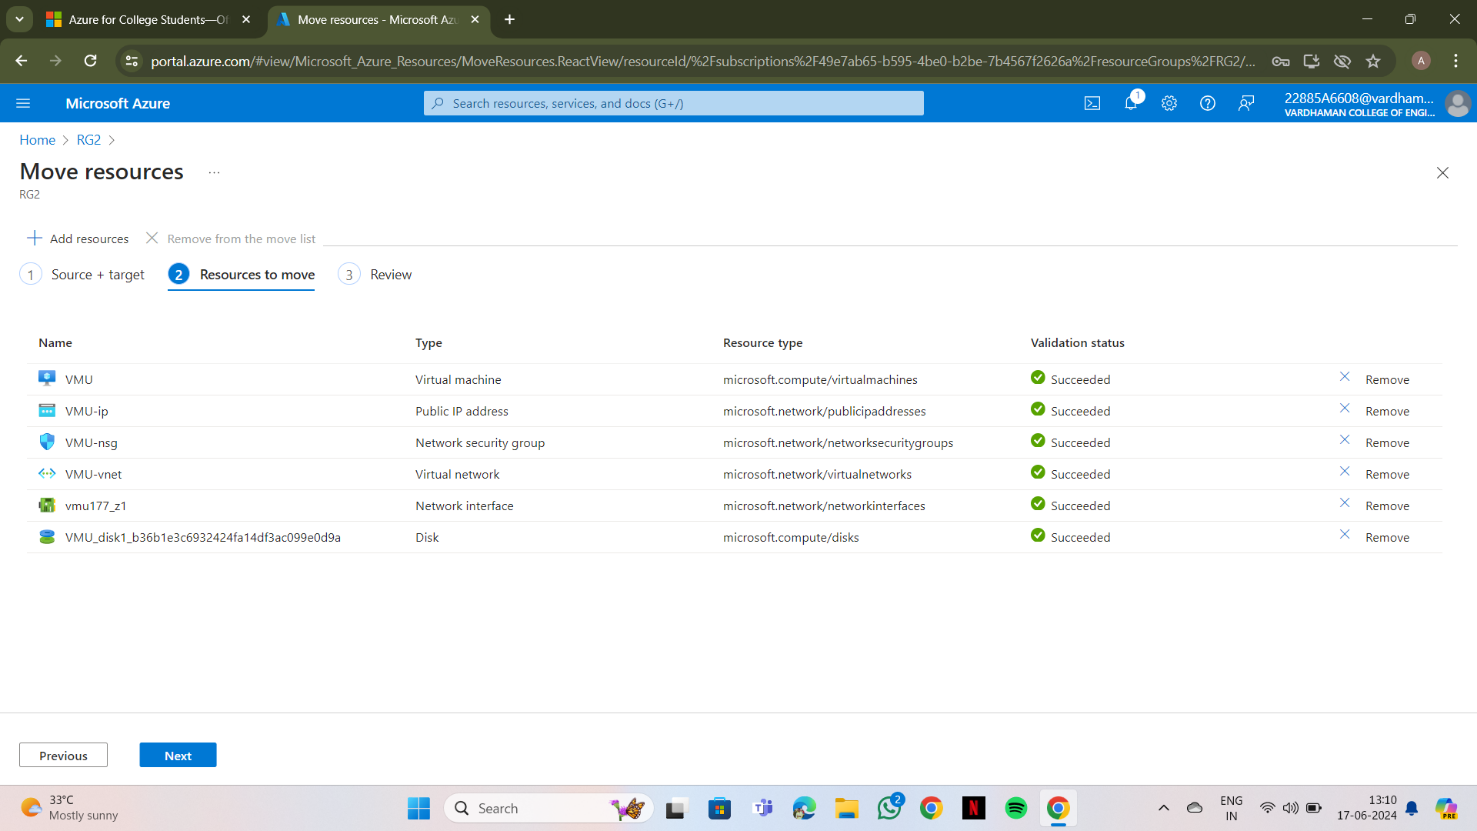 Azure for College Students—Of
Move resources - Microsoft Azu
portal.azure.com/#view/Microsoft_Azure_Resources/MoveResources.ReactView/resourceId/%2Fsubscriptions%2F49e7ab65-b595-4be0-b2be-7b4567f2626a%2FresourceGroups%2FRG2/...
A
Microsoft Azure
Search resources, services, and docs (G+/)
1
22885A6608@vardham...
VARDHAMAN COLLEGE OF ENGI...
Home > RG2 >
Move resources ...
RG2
Add resources
Remove from the move list
1 Source + target
2 Resources to move
3 Review
Name Type Resource type Validation status
VMU Virtual machine microsoft.compute/virtualmachines Succeeded Remove
VMU-ip Public IP address microsoft.network/publicipaddresses Succeeded Remove
VMU-nsg Network security group microsoft.network/networksecuritygroups Succeeded Remove
VMU-vnet Virtual network microsoft.network/virtualnetworks Succeeded Remove
vmu177_z1 Network interface microsoft.network/networkinterfaces Succeeded Remove
VMU_disk1_b36b1e3c6932424fa14df3ac099e0d9a Disk microsoft.compute/disks Succeeded Remove
Previous
Next
33°C
Mostly sunny
Search
2
N
ENG
IN
13:10
17-06-2024
PRE